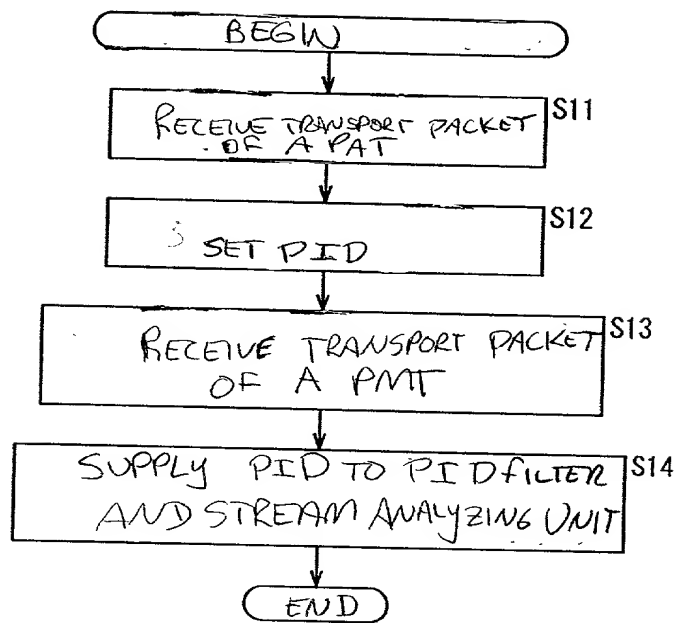 BEGIN
RECEIVE TRANSPORT PACKET
OF A PAT
S11
SET PID
S12
RECEIVE TRANSPORT PACKET
OF A PMT
S13
SUPPLY PID TO PID FILTER
AND STREAM ANALYZING UNIT
S14
END